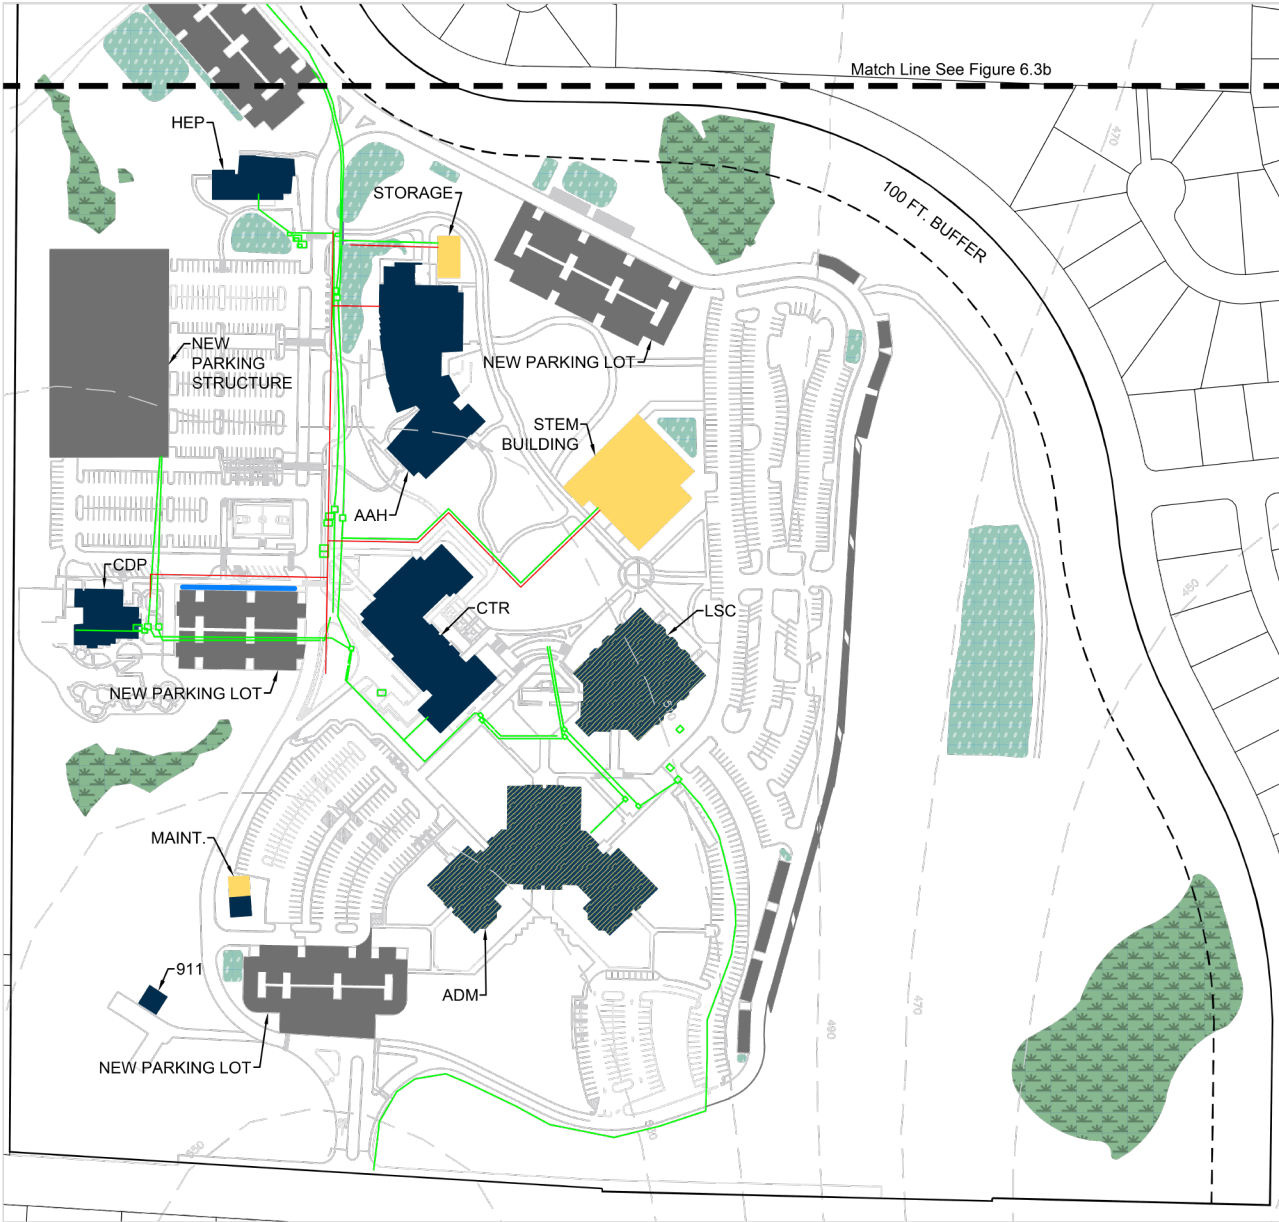 Match Line See Figure 6.3b
HEP
470
STORAGE
100 FT. BUFFER
NEW
PARKING
STRUCTURE
NEW PARKING LOT
STEM
BUILDING
AAH
CDP
450
CTR
LSC
NEW PARKING LOT
MAINT.
911
ADM
470
490
NEW PARKING LOT